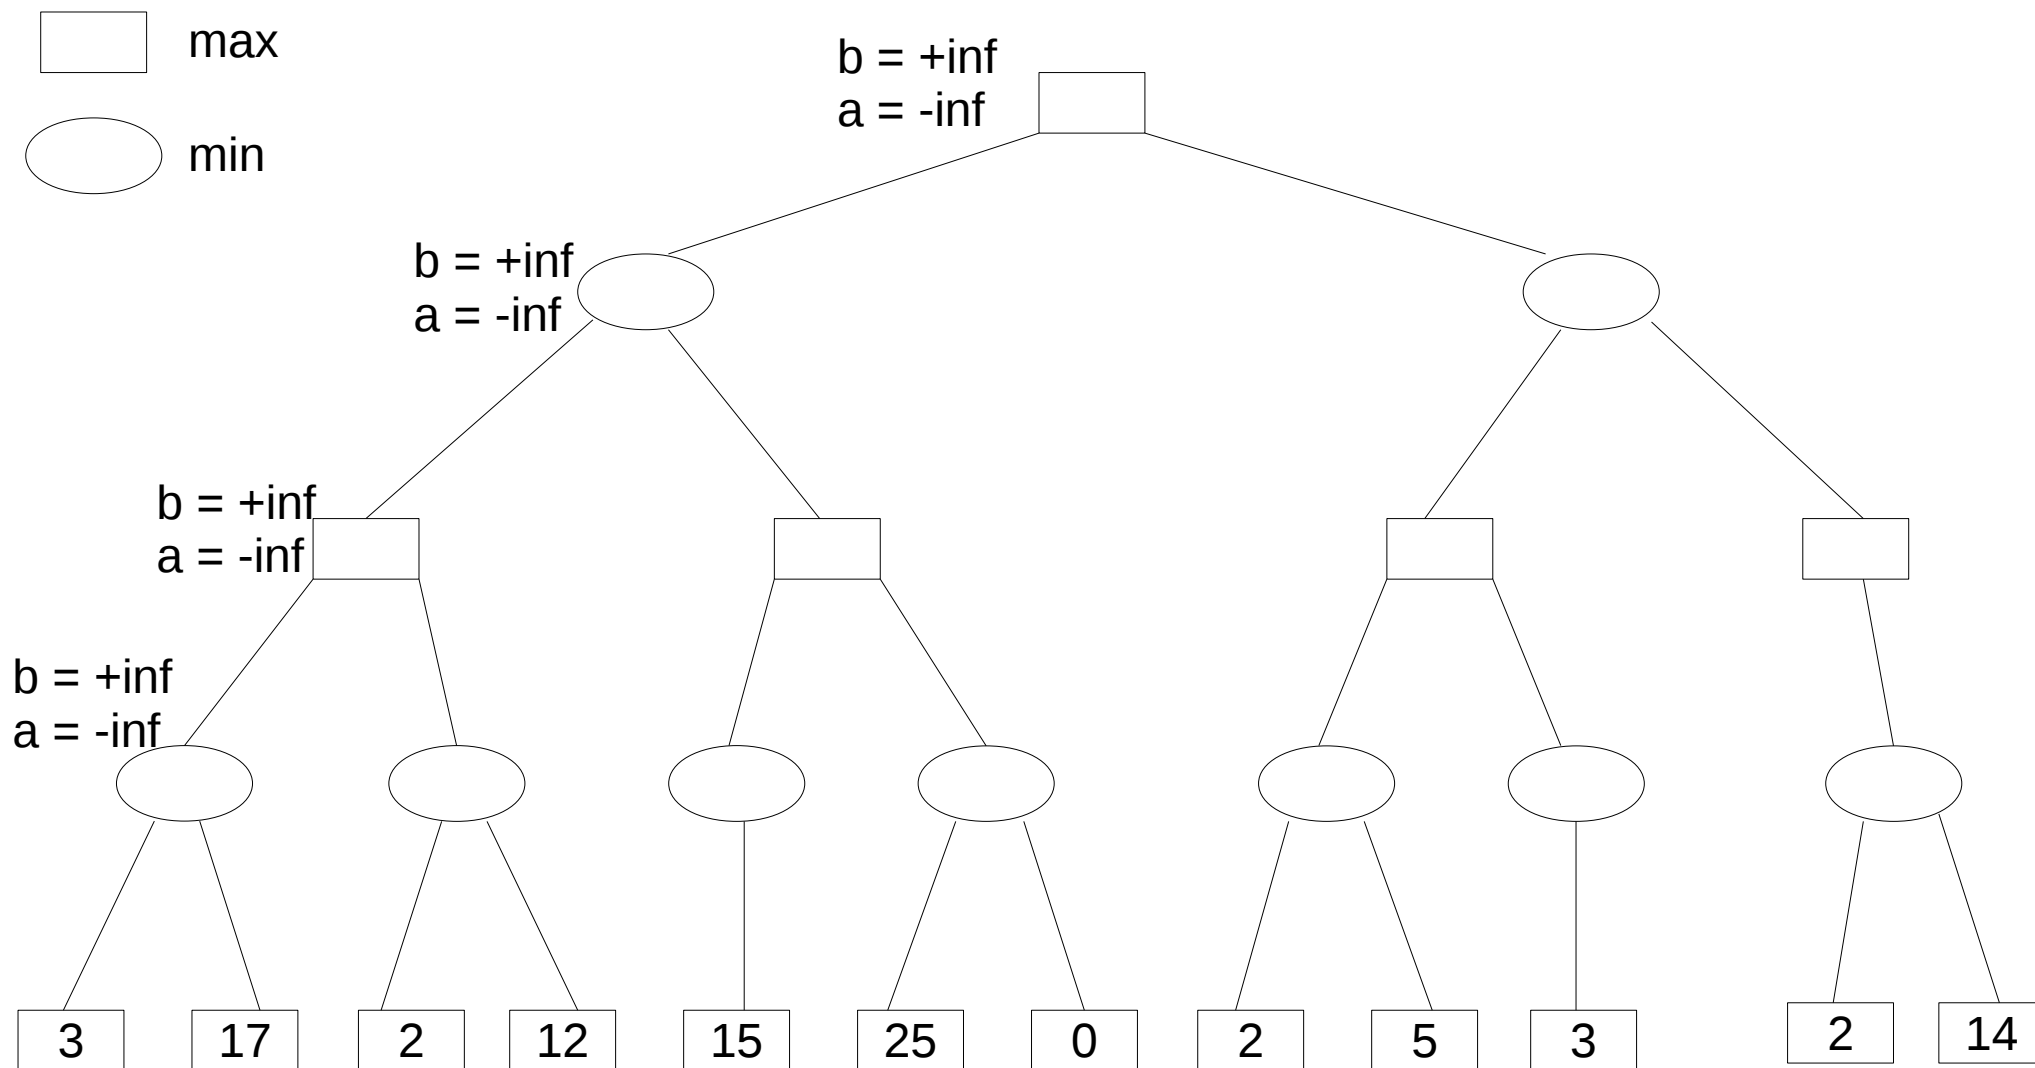 max
min
b = +inf
a = -inf
b = +inf
a = -inf
b = +inf
a = -inf
b = +inf
a = -inf
3 17 2 12 15 25 0 2 5 3 2 14